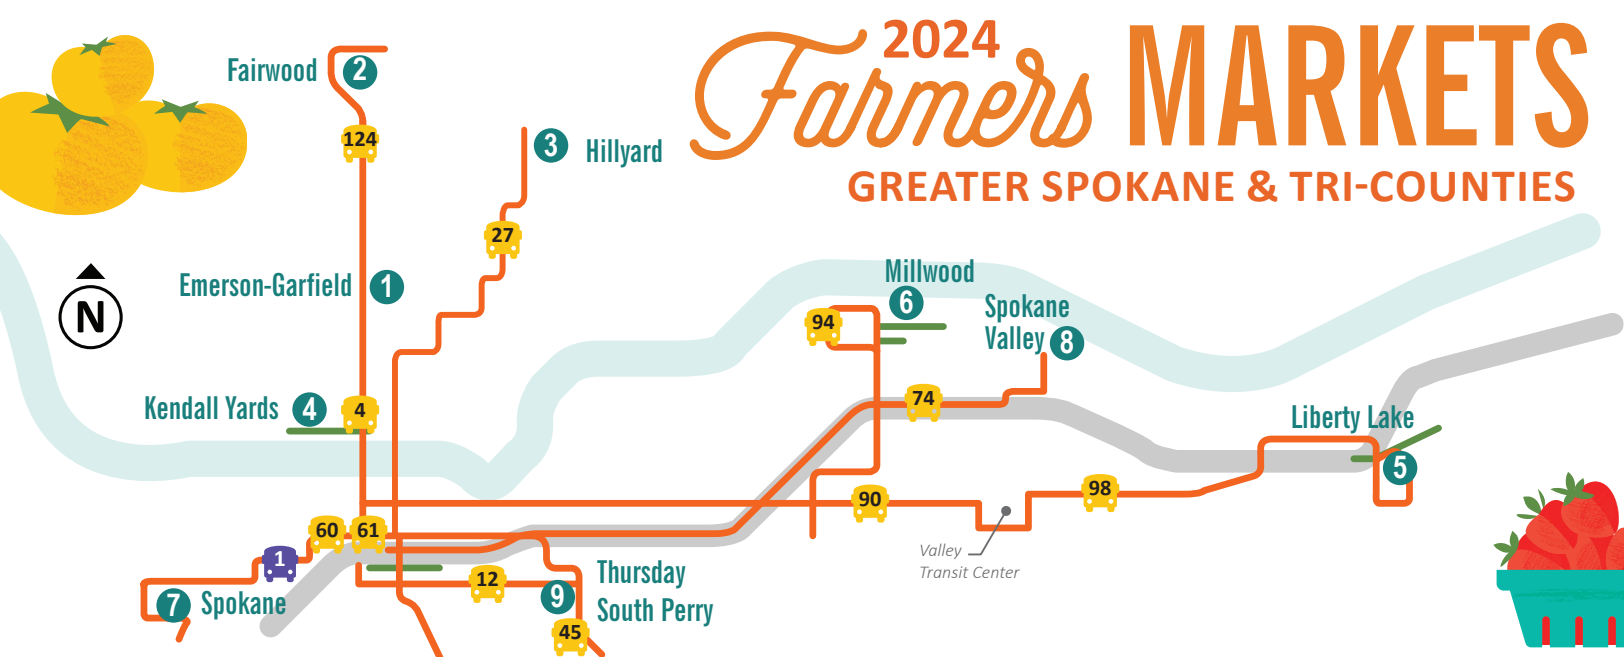 2024
Farmers MARKETS
GREATER SPOKANE & TRI-COUNTIES
Fairwood
2
124
3
Hillyard
27
Emerson-Garfield
1
N
Millwood
6
94
Spokane
Valley
8
74
Kendall Yards
4
4
Liberty Lake
5
90
98
Valley
Transit Center
60
61
1
7
Spokane
12
9
Thursday
South Perry
45